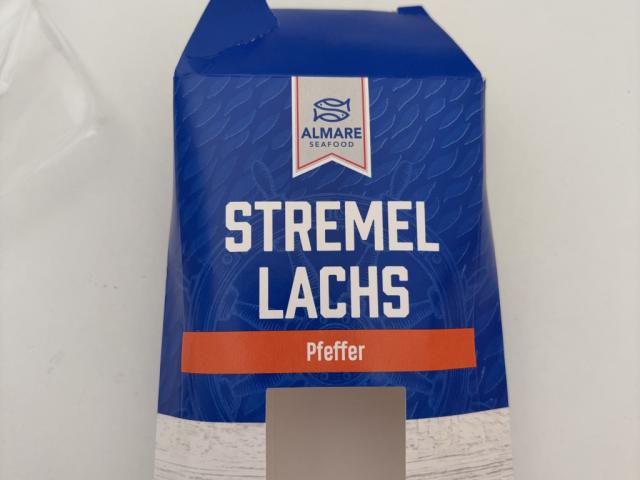 ALMARE
SEAFOOD
STREMEL
LACHS
Pfeffer